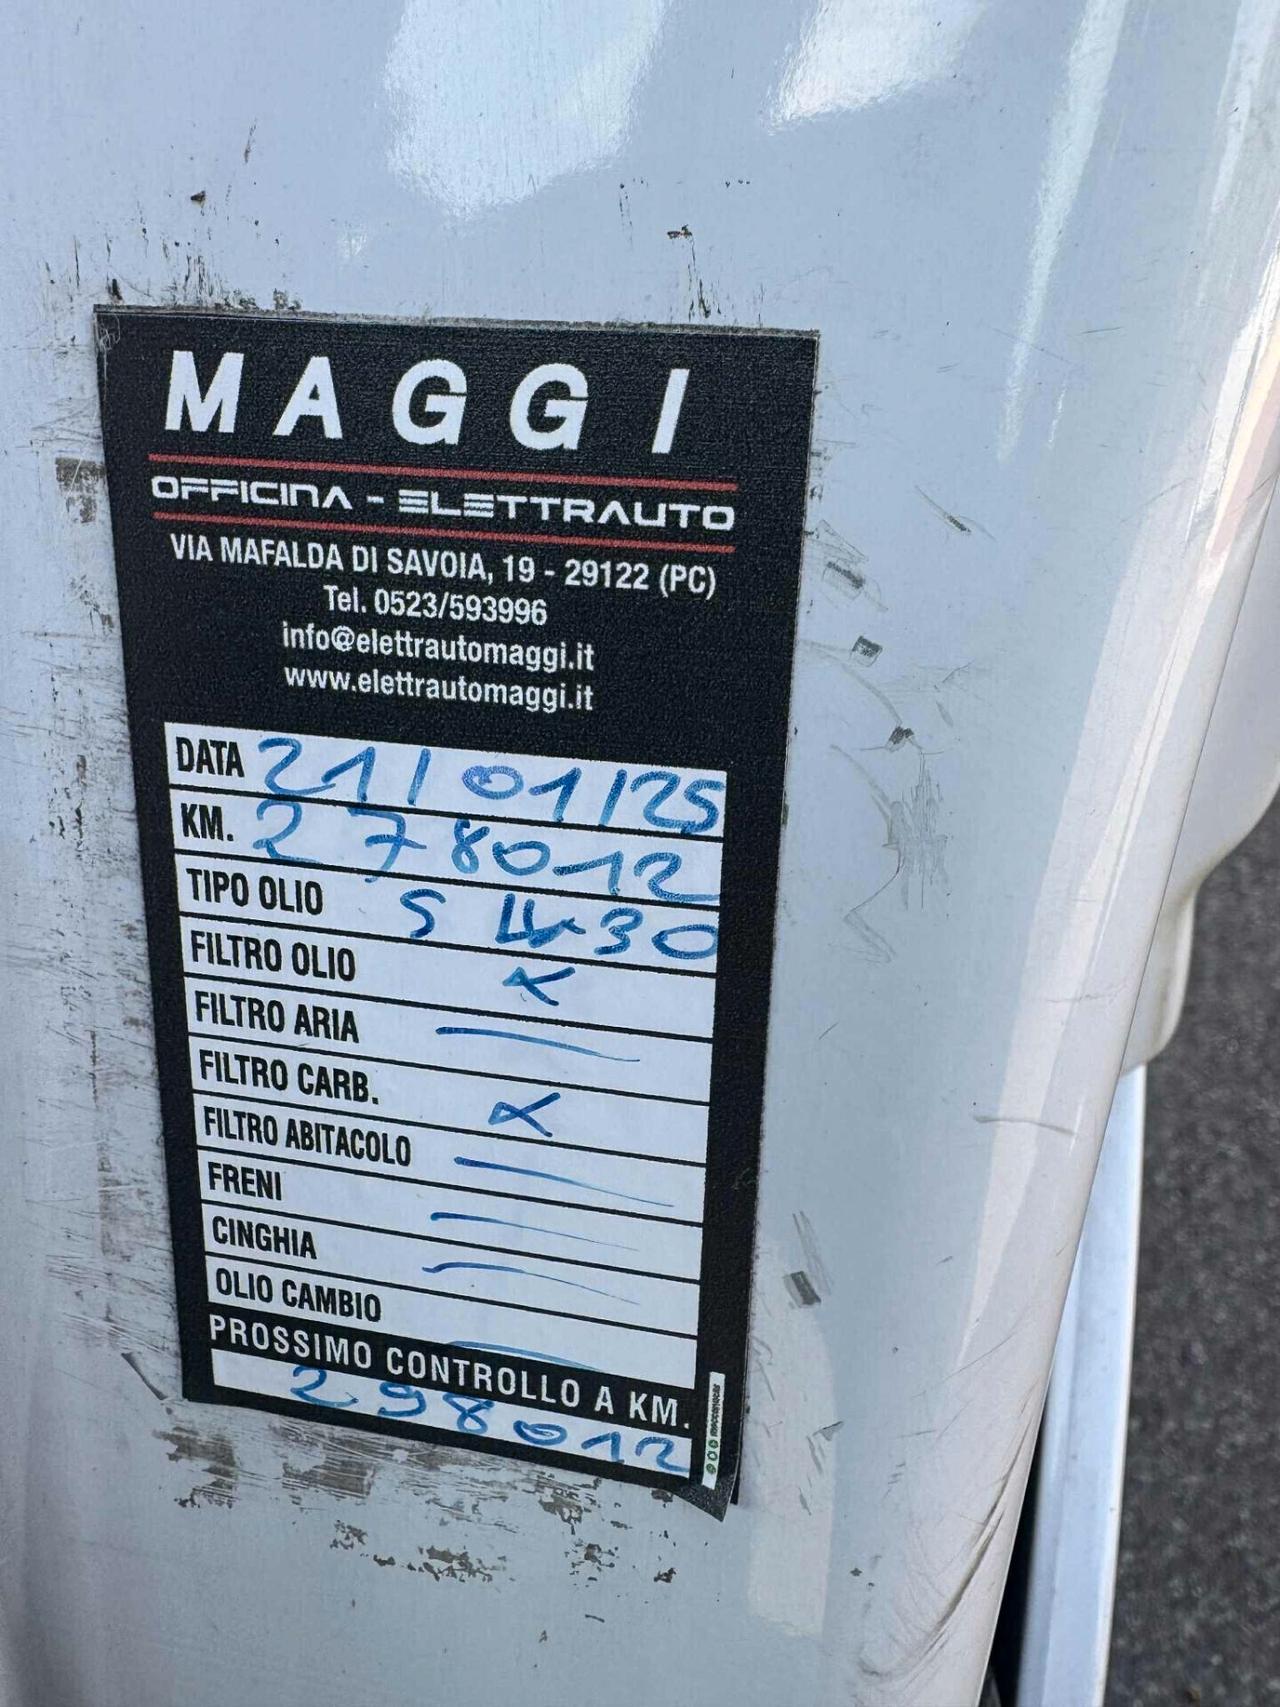 MAGGI
OFFICINA - ELETTRAUTO
VIA MAFALDA DI SAVOIA, 19 - 29122 (PC)
Tel. 0523/593996
info@elettrautomaggi.it
www.elettrautomaggi.it
DATA 21/01/25
KM. 278012
TIPO OLIO 5W30
FILTRO OLIO X
FILTRO ARIA —
FILTRO CARB. X
FILTRO ABITACOLO —
FRENI —
CINGHIA —
OLIO CAMBIO —
PROSSIMO CONTROLLO A KM.
298012